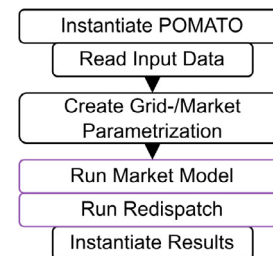 Instantiate POMATO
Read Input Data
Create Grid-/Market
Parametrization
Run Market Model
Run Redispatch
Instantiate Results